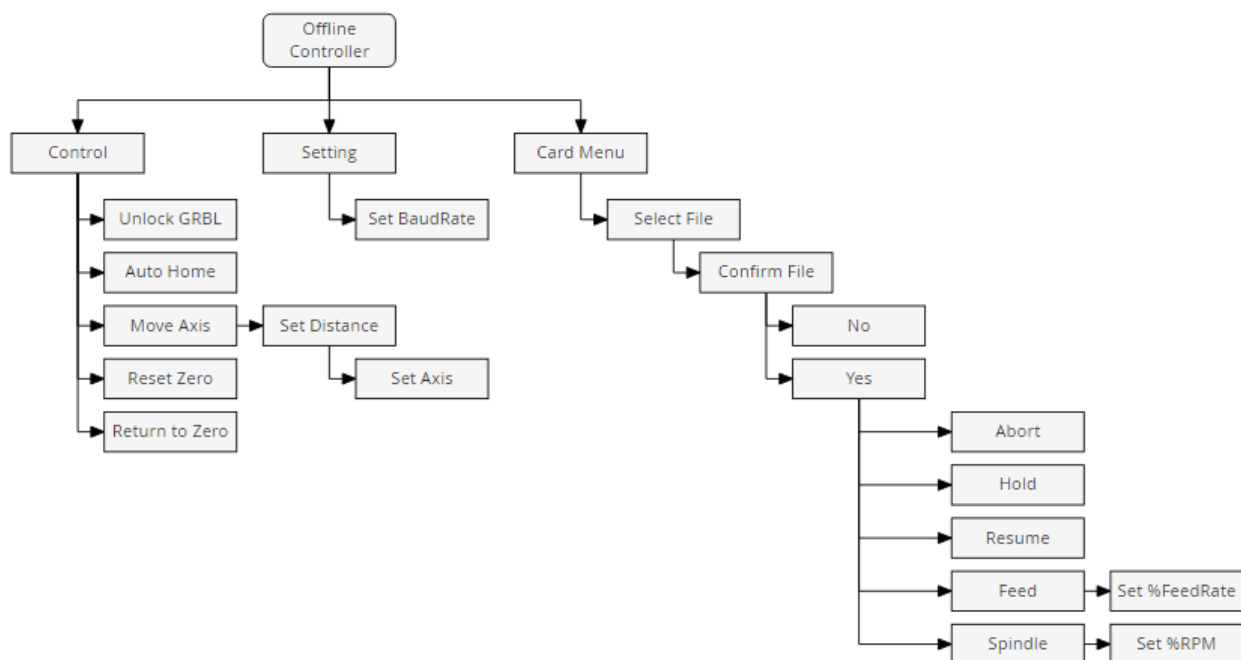 Offline
Controller
Control
Setting
Card Menu
Unlock GRBL
Set BaudRate
Select File
Auto Home
Confirm File
Move Axis
Set Distance
No
Reset Zero
Set Axis
Yes
Return to Zero
Abort
Hold
Resume
Feed
Set %FeedRate
Spindle
Set %RPM